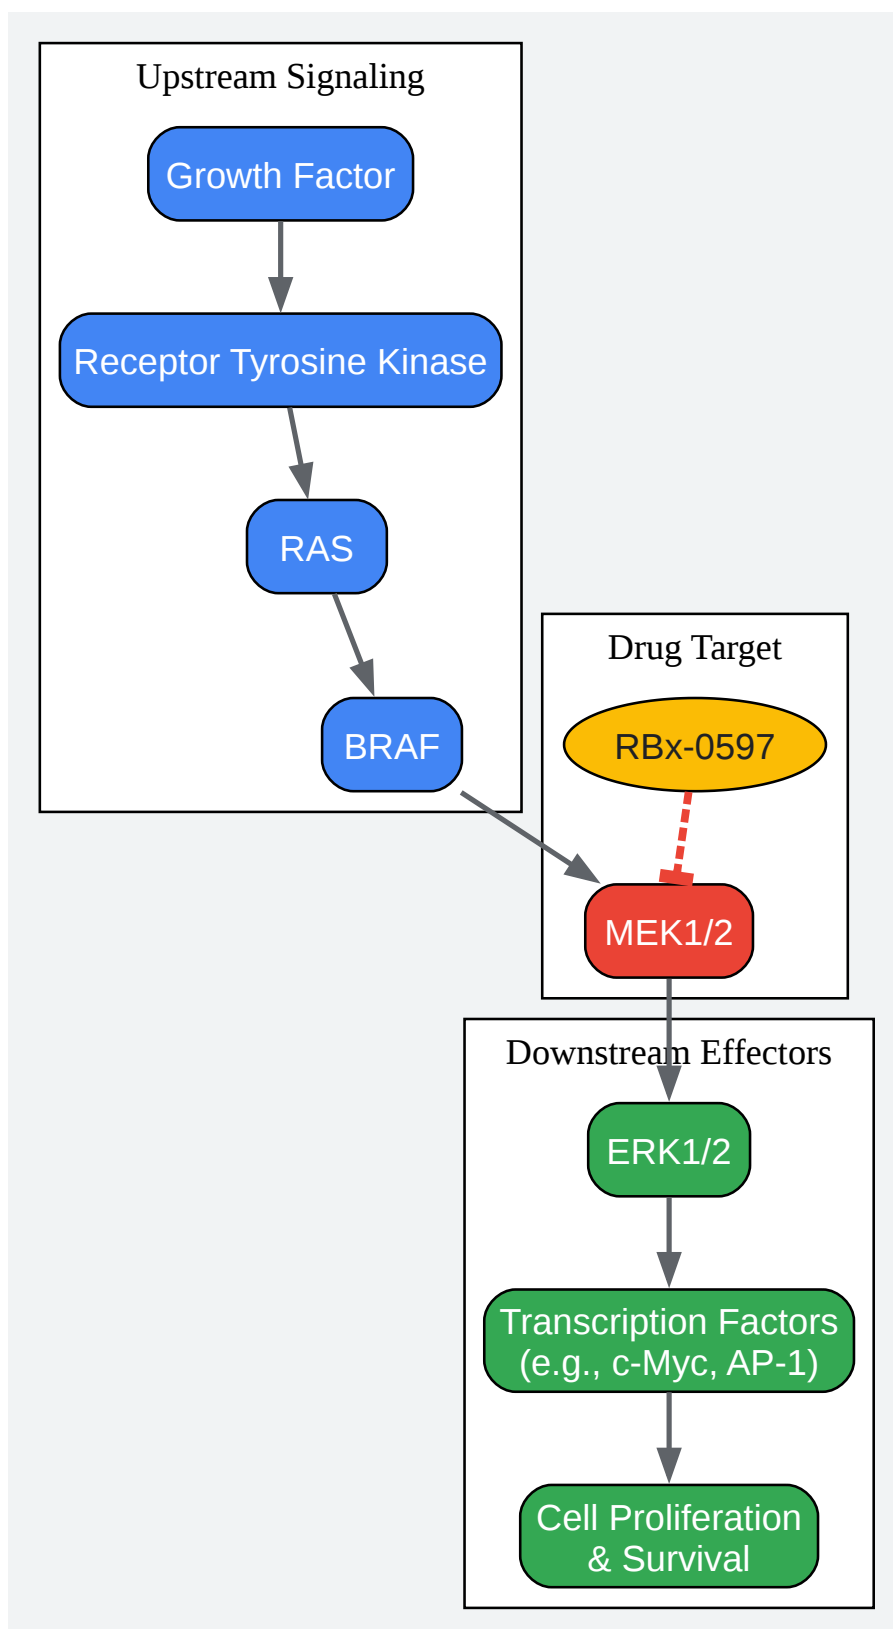 Upstream Signaling
Growth Factor
Receptor Tyrosine Kinase
RAS
BRAF
Drug Target
RBx-0597
MEK1/2
Downstream Effectors
ERK1/2
Transcription Factors
(e.g., c-Myc, AP-1)
Cell Proliferation
& Survival